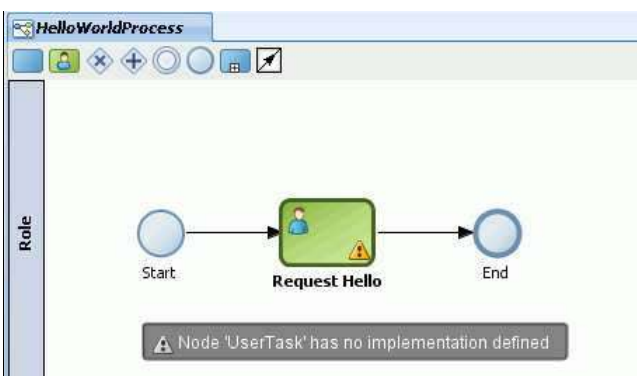 HelloWorldProcess
Role
Start
Request Hello
End
Node 'UserTask' has no implementation defined